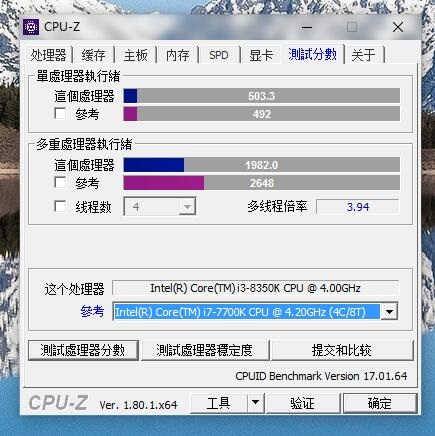 CPU-Z
处理器 缓存 主板 内存 SPD 显卡 測試分數 关于
單處理器執行緒
這個處理器 503.3
參考 492
多重處理器執行緒
這個處理器 1982.0
參考 2648
线程数 4 多线程倍率 3.94
这个处理器 Intel(R) Core(TM) i3-8350K CPU @ 4.00GHz
參考 Intel(R) Core(TM) i7-7700K CPU @ 4.20GHz (4C/8T)
測試處理器分數 測試處理器穩定度 提交和比较
CPUID Benchmark Version 17.01.64
CPU-Z Ver. 1.80.1.x64 工具 验证 确定